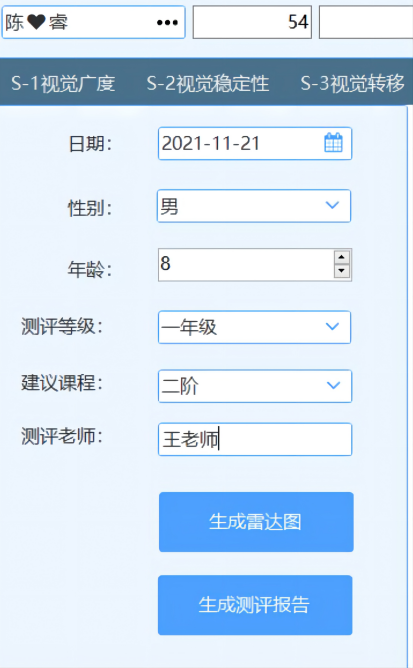 陈❤睿 ••• 54
S-1视觉广度 S-2视觉稳定性 S-3视觉转移
日期： 2021-11-21
性别： 男
年龄： 8
测评等级： 一年级
建议课程： 二阶
测评老师： 王老师
生成雷达图
生成测评报告